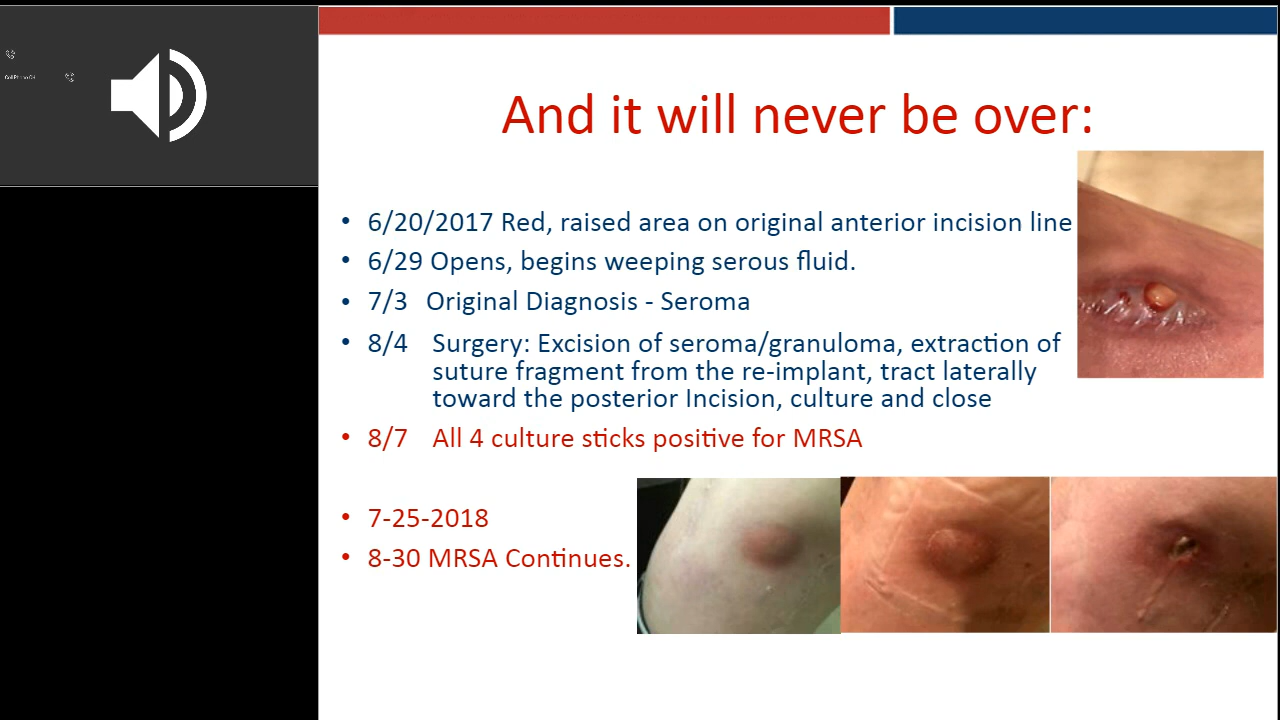 And it will never be over:
• 6/20/2017 Red, raised area on original anterior incision line
• 6/29 Opens, begins weeping serous fluid.
• 7/3 Original Diagnosis - Seroma
• 8/4 Surgery: Excision of seroma/granuloma, extraction of
suture fragment from the re-implant, tract laterally
toward the posterior Incision, culture and close
• 8/7 All 4 culture sticks positive for MRSA
• 7-25-2018
• 8-30 MRSA Continues.